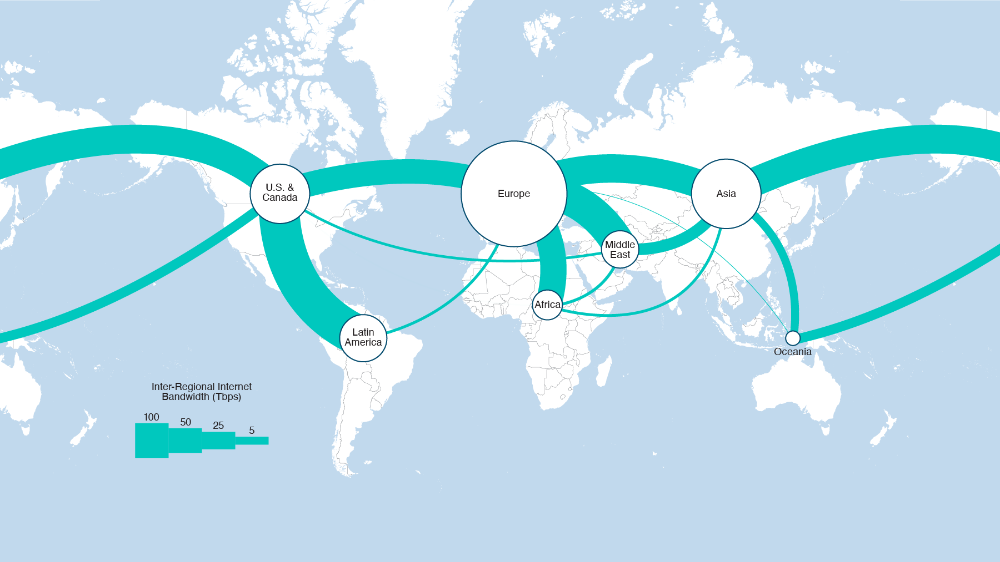 U.S. &
Canada
Europe
Asia
Middle
East
Africa
Latin
America
Oceania
Inter-Regional Internet
Bandwidth (Tbps)
100
50
25
5